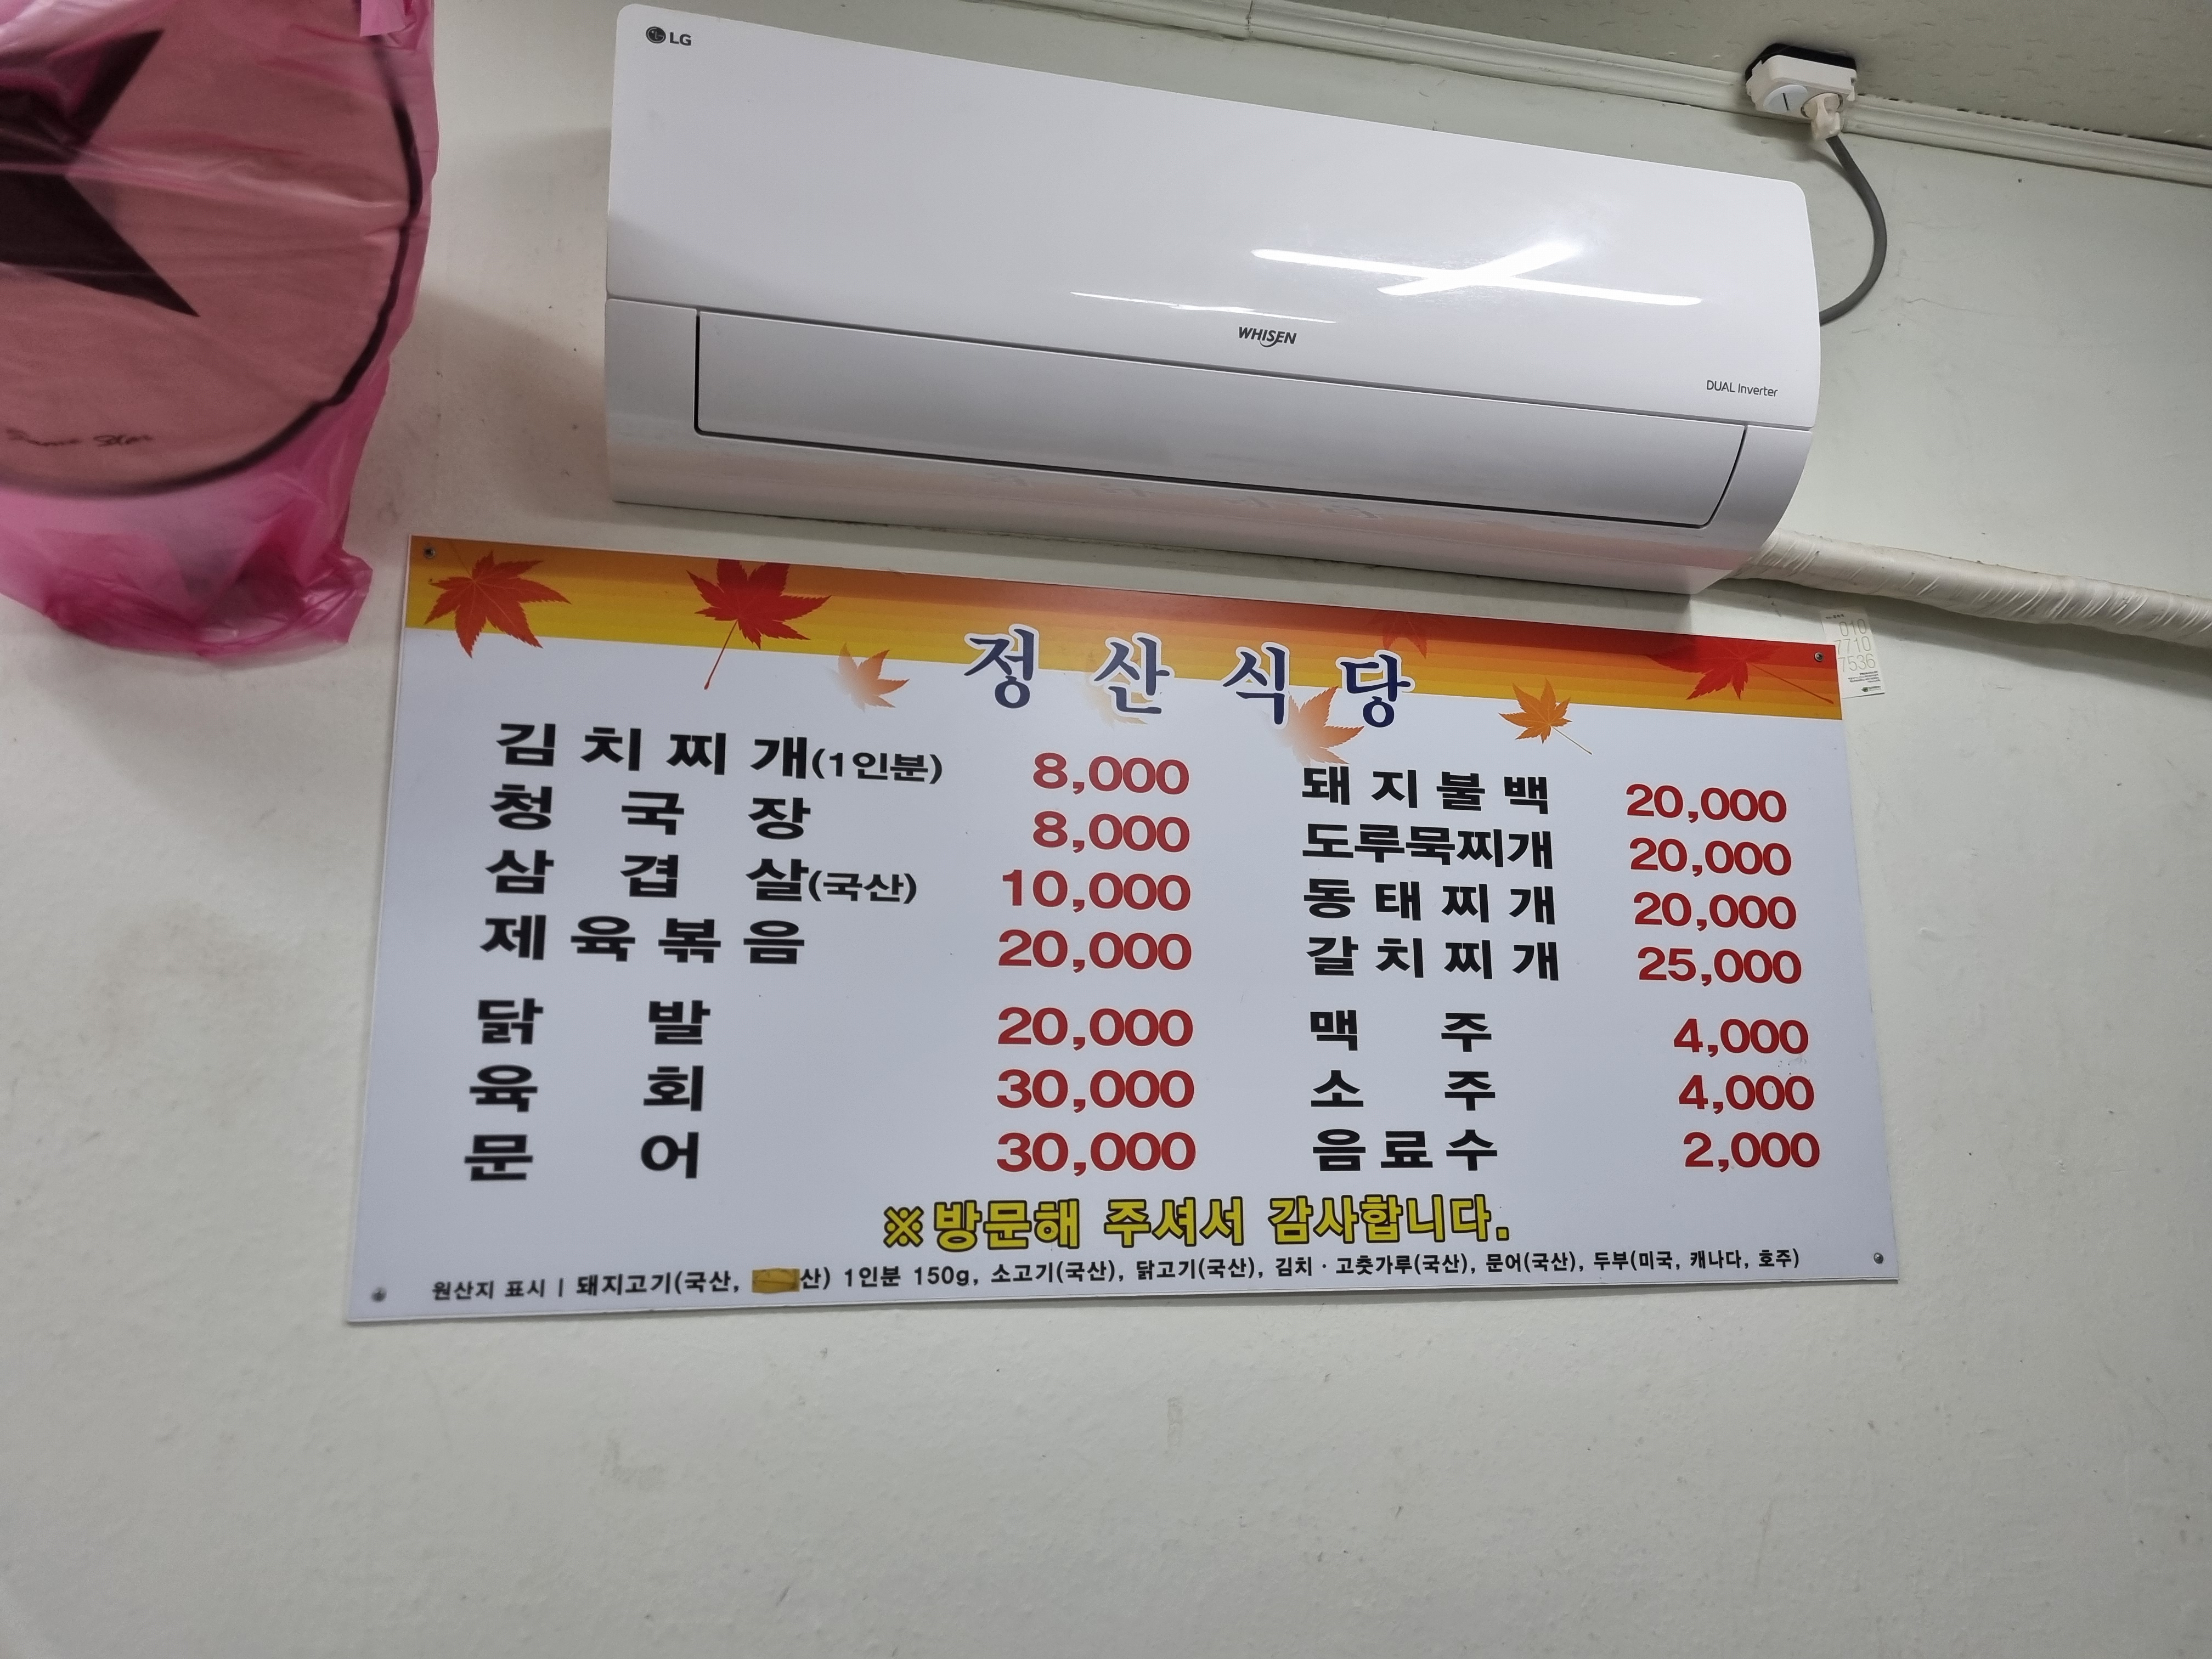 LG
WHISEN
DUAL Inverter
010
7710
7536
정산식당
김치찌개(1인분) 8,000
청국장 8,000
삼겹살(국산) 10,000
제육볶음 20,000
닭발 20,000
육회 30,000
문어 30,000
돼지불백 20,000
도루묵찌개 20,000
동태찌개 20,000
갈치찌개 25,000
맥주 4,000
소주 4,000
음료수 2,000
※방문해 주셔서 감사합니다.
원산지 표시 | 돼지고기(국산, 산) 1인분 150g, 소고기(국산), 닭고기(국산), 김치·고춧가루(국산), 문어(국산), 두부(미국, 캐나다, 호주)